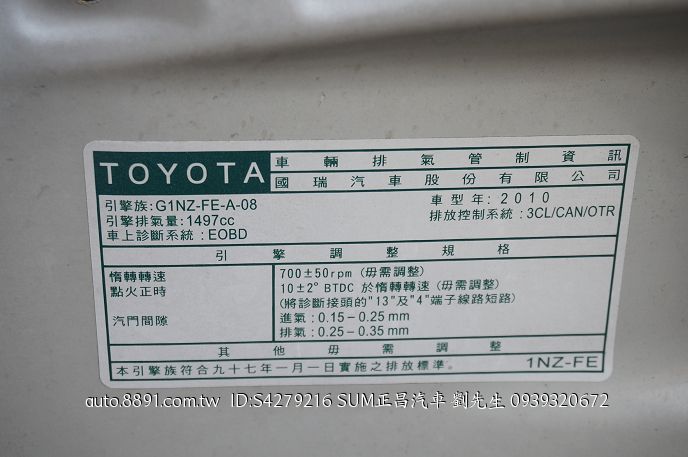 TOYOTA
車輛排氣管制資訊
國瑞汽車股份有限公司
引擎族:G1NZ-FE-A-08
車型年:2010
引擎排氣量:1497cc
排放控制系統:3CL/CAN/OTR
車上診斷系統:EOBD
引擎調整規格
惰轉轉速
700±50rpm (毋需調整)
點火正時
10±2° BTDC 於惰轉轉速 (毋需調整)
(將診斷接頭的"13"及"4"端子線路短路)
汽門間隙
進氣:0.15-0.25 mm
排氣:0.25-0.35 mm
其他毋需調整
本引擎族符合九十七年一月一日實施之排放標準。
1NZ-FE
auto.8891.com.tw ID:S4279216 SUM正昌汽車 劉先生 0939320672